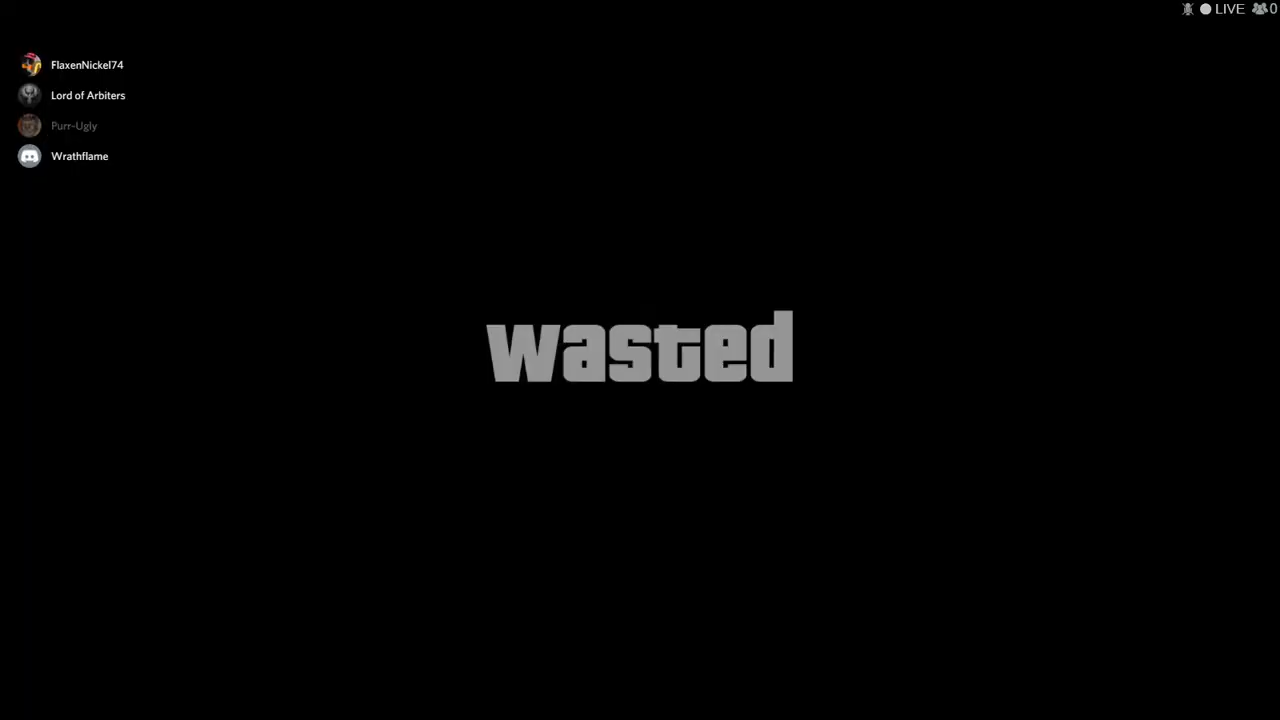 LIVE 0
FlaxenNickel74
Lord of Arbiters
Purr-Ugly
Wrathflame
wasted